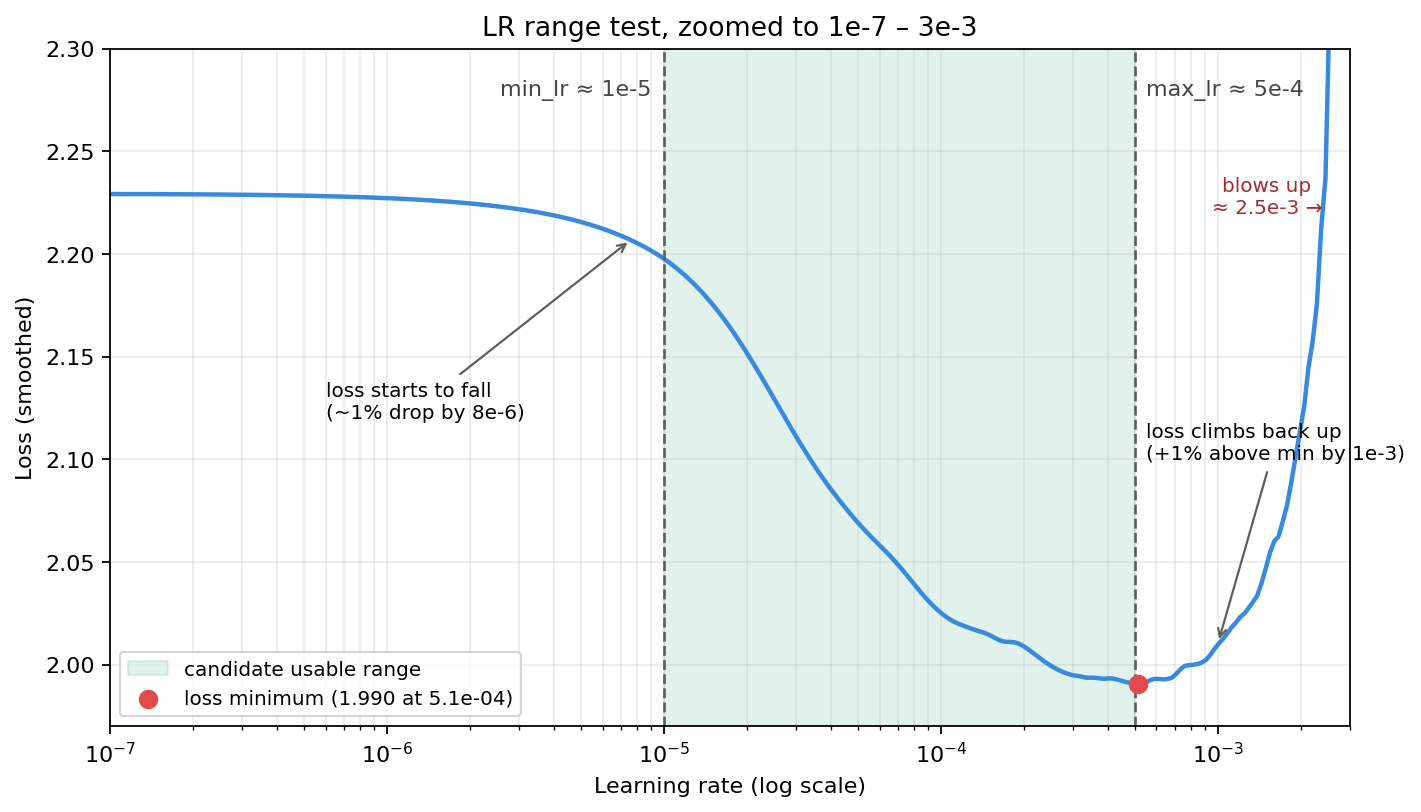 LR range test, zoomed to 1e-7 – 3e-3
Loss (smoothed)
2.30
2.25
2.20
2.15
2.10
2.05
2.00
min_lr ≈ 1e-5
max_lr ≈ 5e-4
blows up
≈ 2.5e-3 →
loss starts to fall
(~1% drop by 8e-6)
loss climbs back up
(+1% above min by 1e-3)
candidate usable range
loss minimum (1.990 at 5.1e-04)
10⁻⁷
10⁻⁶
10⁻⁵
10⁻⁴
10⁻³
Learning rate (log scale)